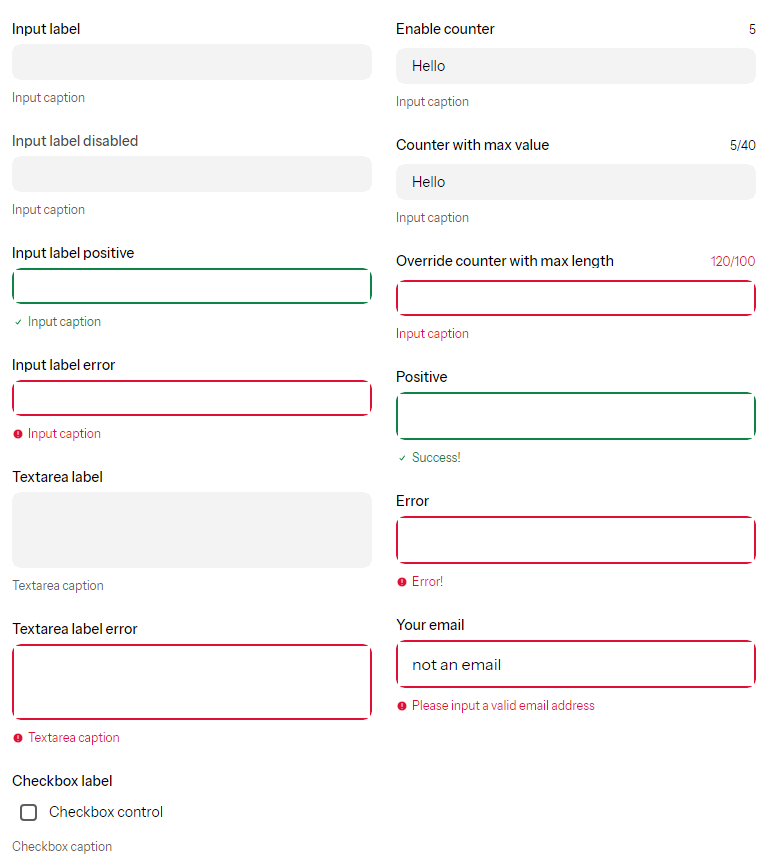 Input label
Input caption
Input label disabled
Input caption
Input label positive
Input caption
Input label error
Input caption
Textarea label
Textarea caption
Textarea label error
Textarea caption
Checkbox label
Checkbox control
Checkbox caption
Enable counter 5
Hello
Input caption
Counter with max value 5/40
Hello
Input caption
Override counter with max length 120/100
Input caption
Positive
Success!
Error
Error!
Your email
not an email
Please input a valid email address